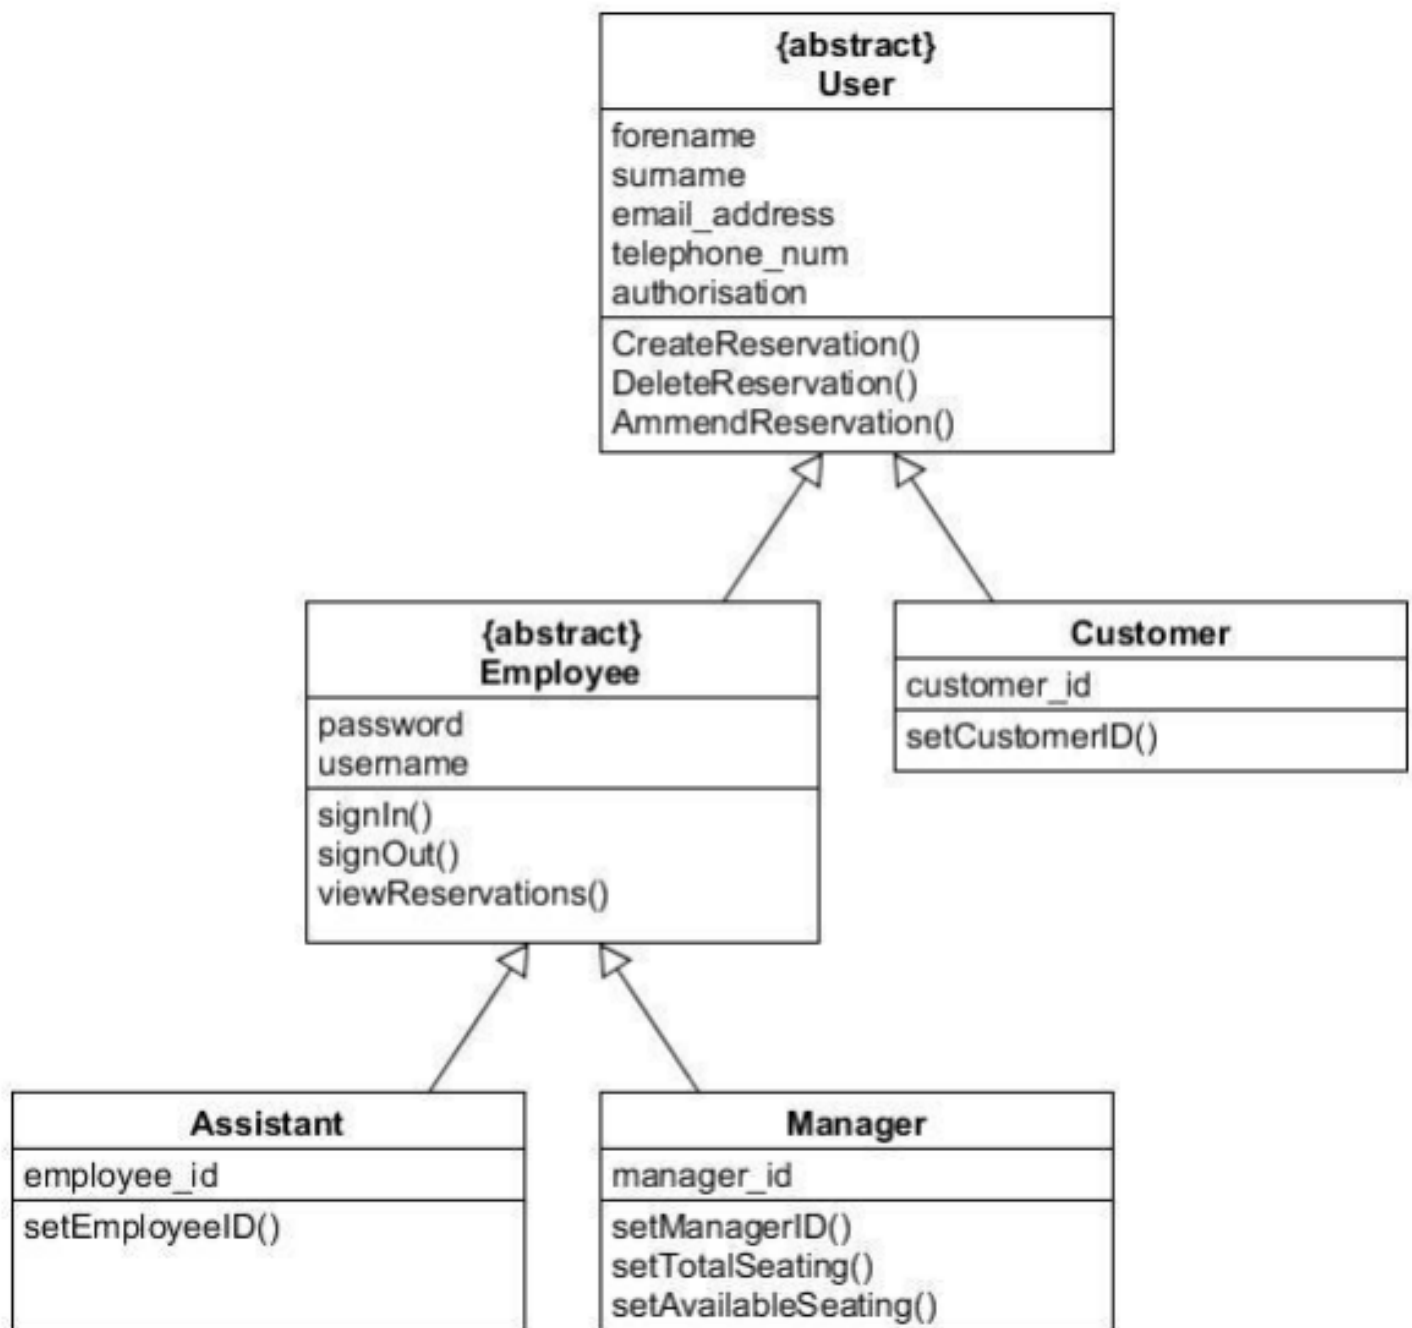 {abstract}
User
forename
surname
email_address
telephone_num
authorisation
CreateReservation()
DeleteReservation()
AmmendReservation()
{abstract}
Employee
password
username
signIn()
signOut()
viewReservations()
Customer
customer_id
setCustomerID()
Assistant
employee_id
setEmployeeID()
Manager
manager_id
setManagerID()
setTotalSeating()
setAvailableSeating()